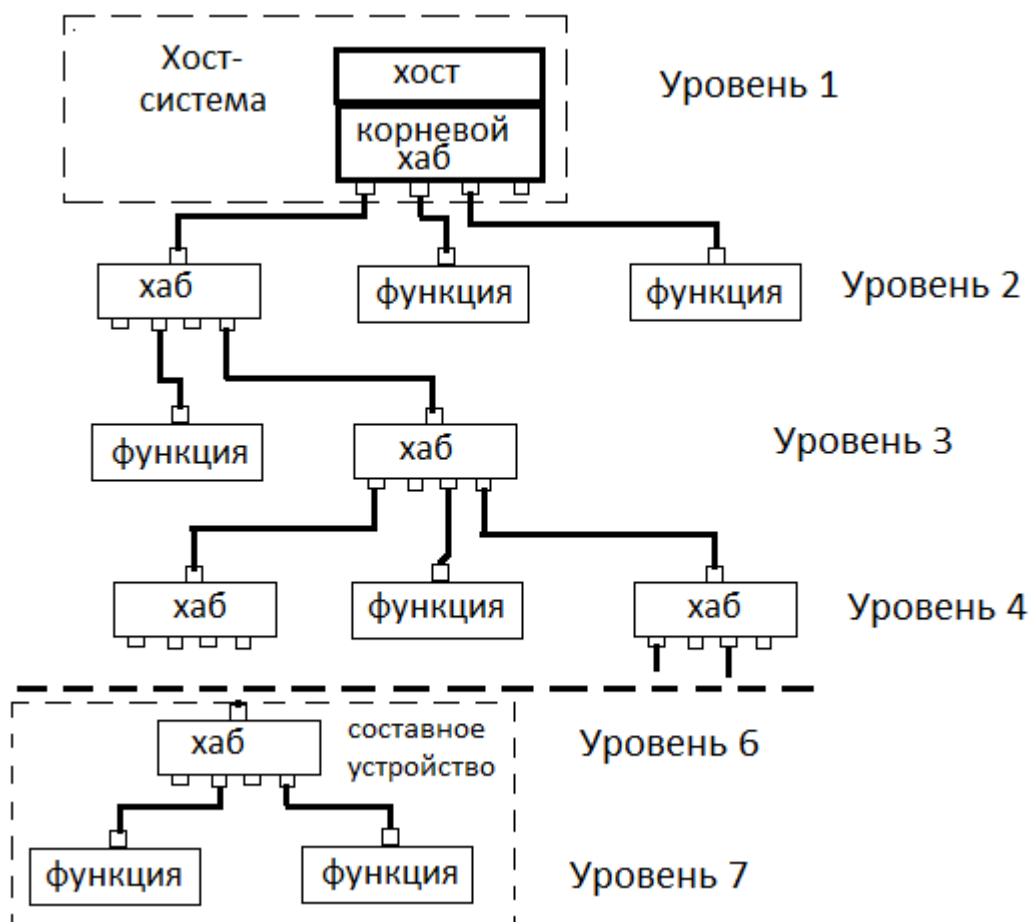 Хост-
система
хост
Уровень 1
корневой
хаб
хаб
функция
функция
Уровень 2
функция
хаб
Уровень 3
хаб
функция
хаб
Уровень 4
хаб
составное
устройство
Уровень 6
функция
функция
Уровень 7